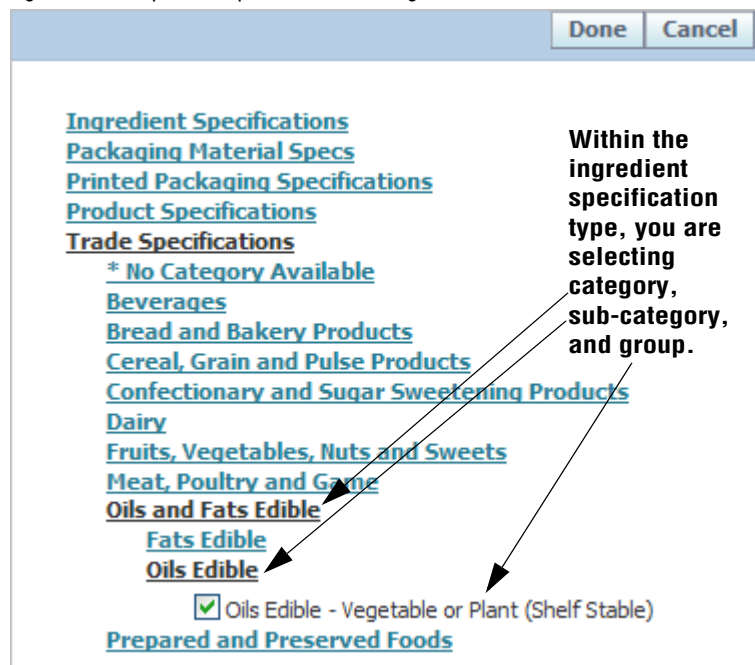 Done Cancel
Ingredient Specifications
Packaging Material Specs
Printed Packaging Specifications
Product Specifications
Trade Specifications
* No Category Available
Beverages
Bread and Bakery Products
Cereal, Grain and Pulse Products
Confectionary and Sugar Sweetening Products
Dairy
Fruits, Vegetables, Nuts and Sweets
Meat, Poultry and Game
Oils and Fats Edible
Fats Edible
Oils Edible
Oils Edible - Vegetable or Plant (Shelf Stable)
Prepared and Preserved Foods
Within the
ingredient
specification
type, you are
selecting
category,
sub-category,
and group.